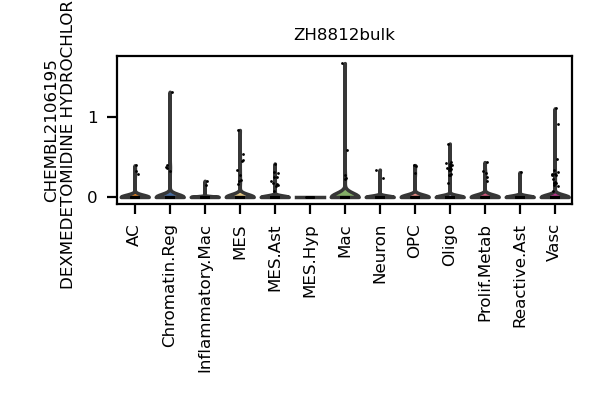 ZH8812bulk
CHEMBL2106195
DEXMEDETOMIDINE HYDROCHLOR
1
0
AC
Chromatin.Reg
Inflammatory.Mac
MES
MES.Ast
MES.Hyp
Mac
Neuron
OPC
Oligo
Prolif.Metab
Reactive.Ast
Vasc